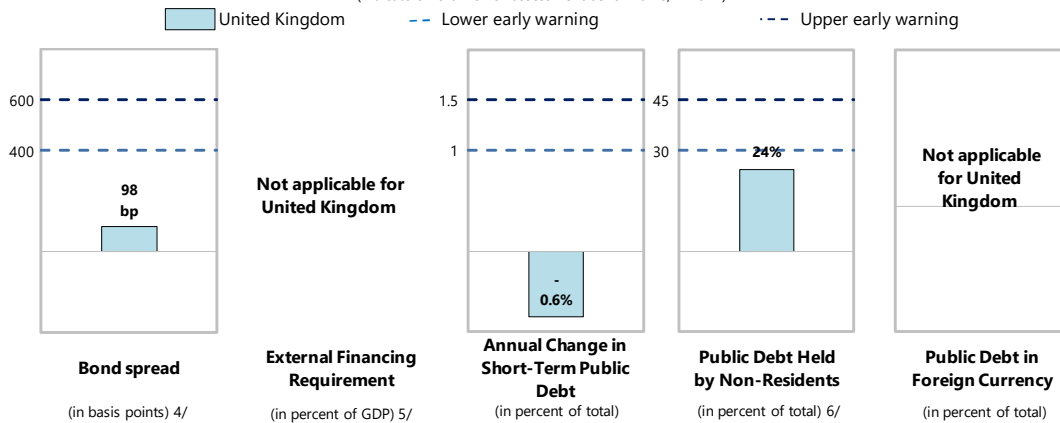 United Kingdom
Lower early warning
Upper early warning
600
400
98
bp
Not applicable for
United Kingdom
1.5
1
-
0.6%
45
30
24%
Not applicable
for United
Kingdom
Bond spread
(in basis points) 4/
External Financing
Requirement
(in percent of GDP) 5/
Annual Change in
Short-Term Public
Debt
(in percent of total)
Public Debt Held
by Non-Residents
(in percent of total) 6/
Public Debt in
Foreign Currency
(in percent of total)